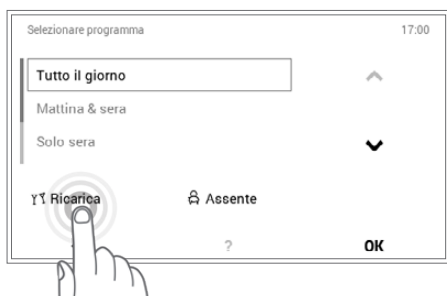 Selezionare programma 17:00
Tutto il giorno
Mattina & sera
Solo sera
Ricarica Assente
? OK